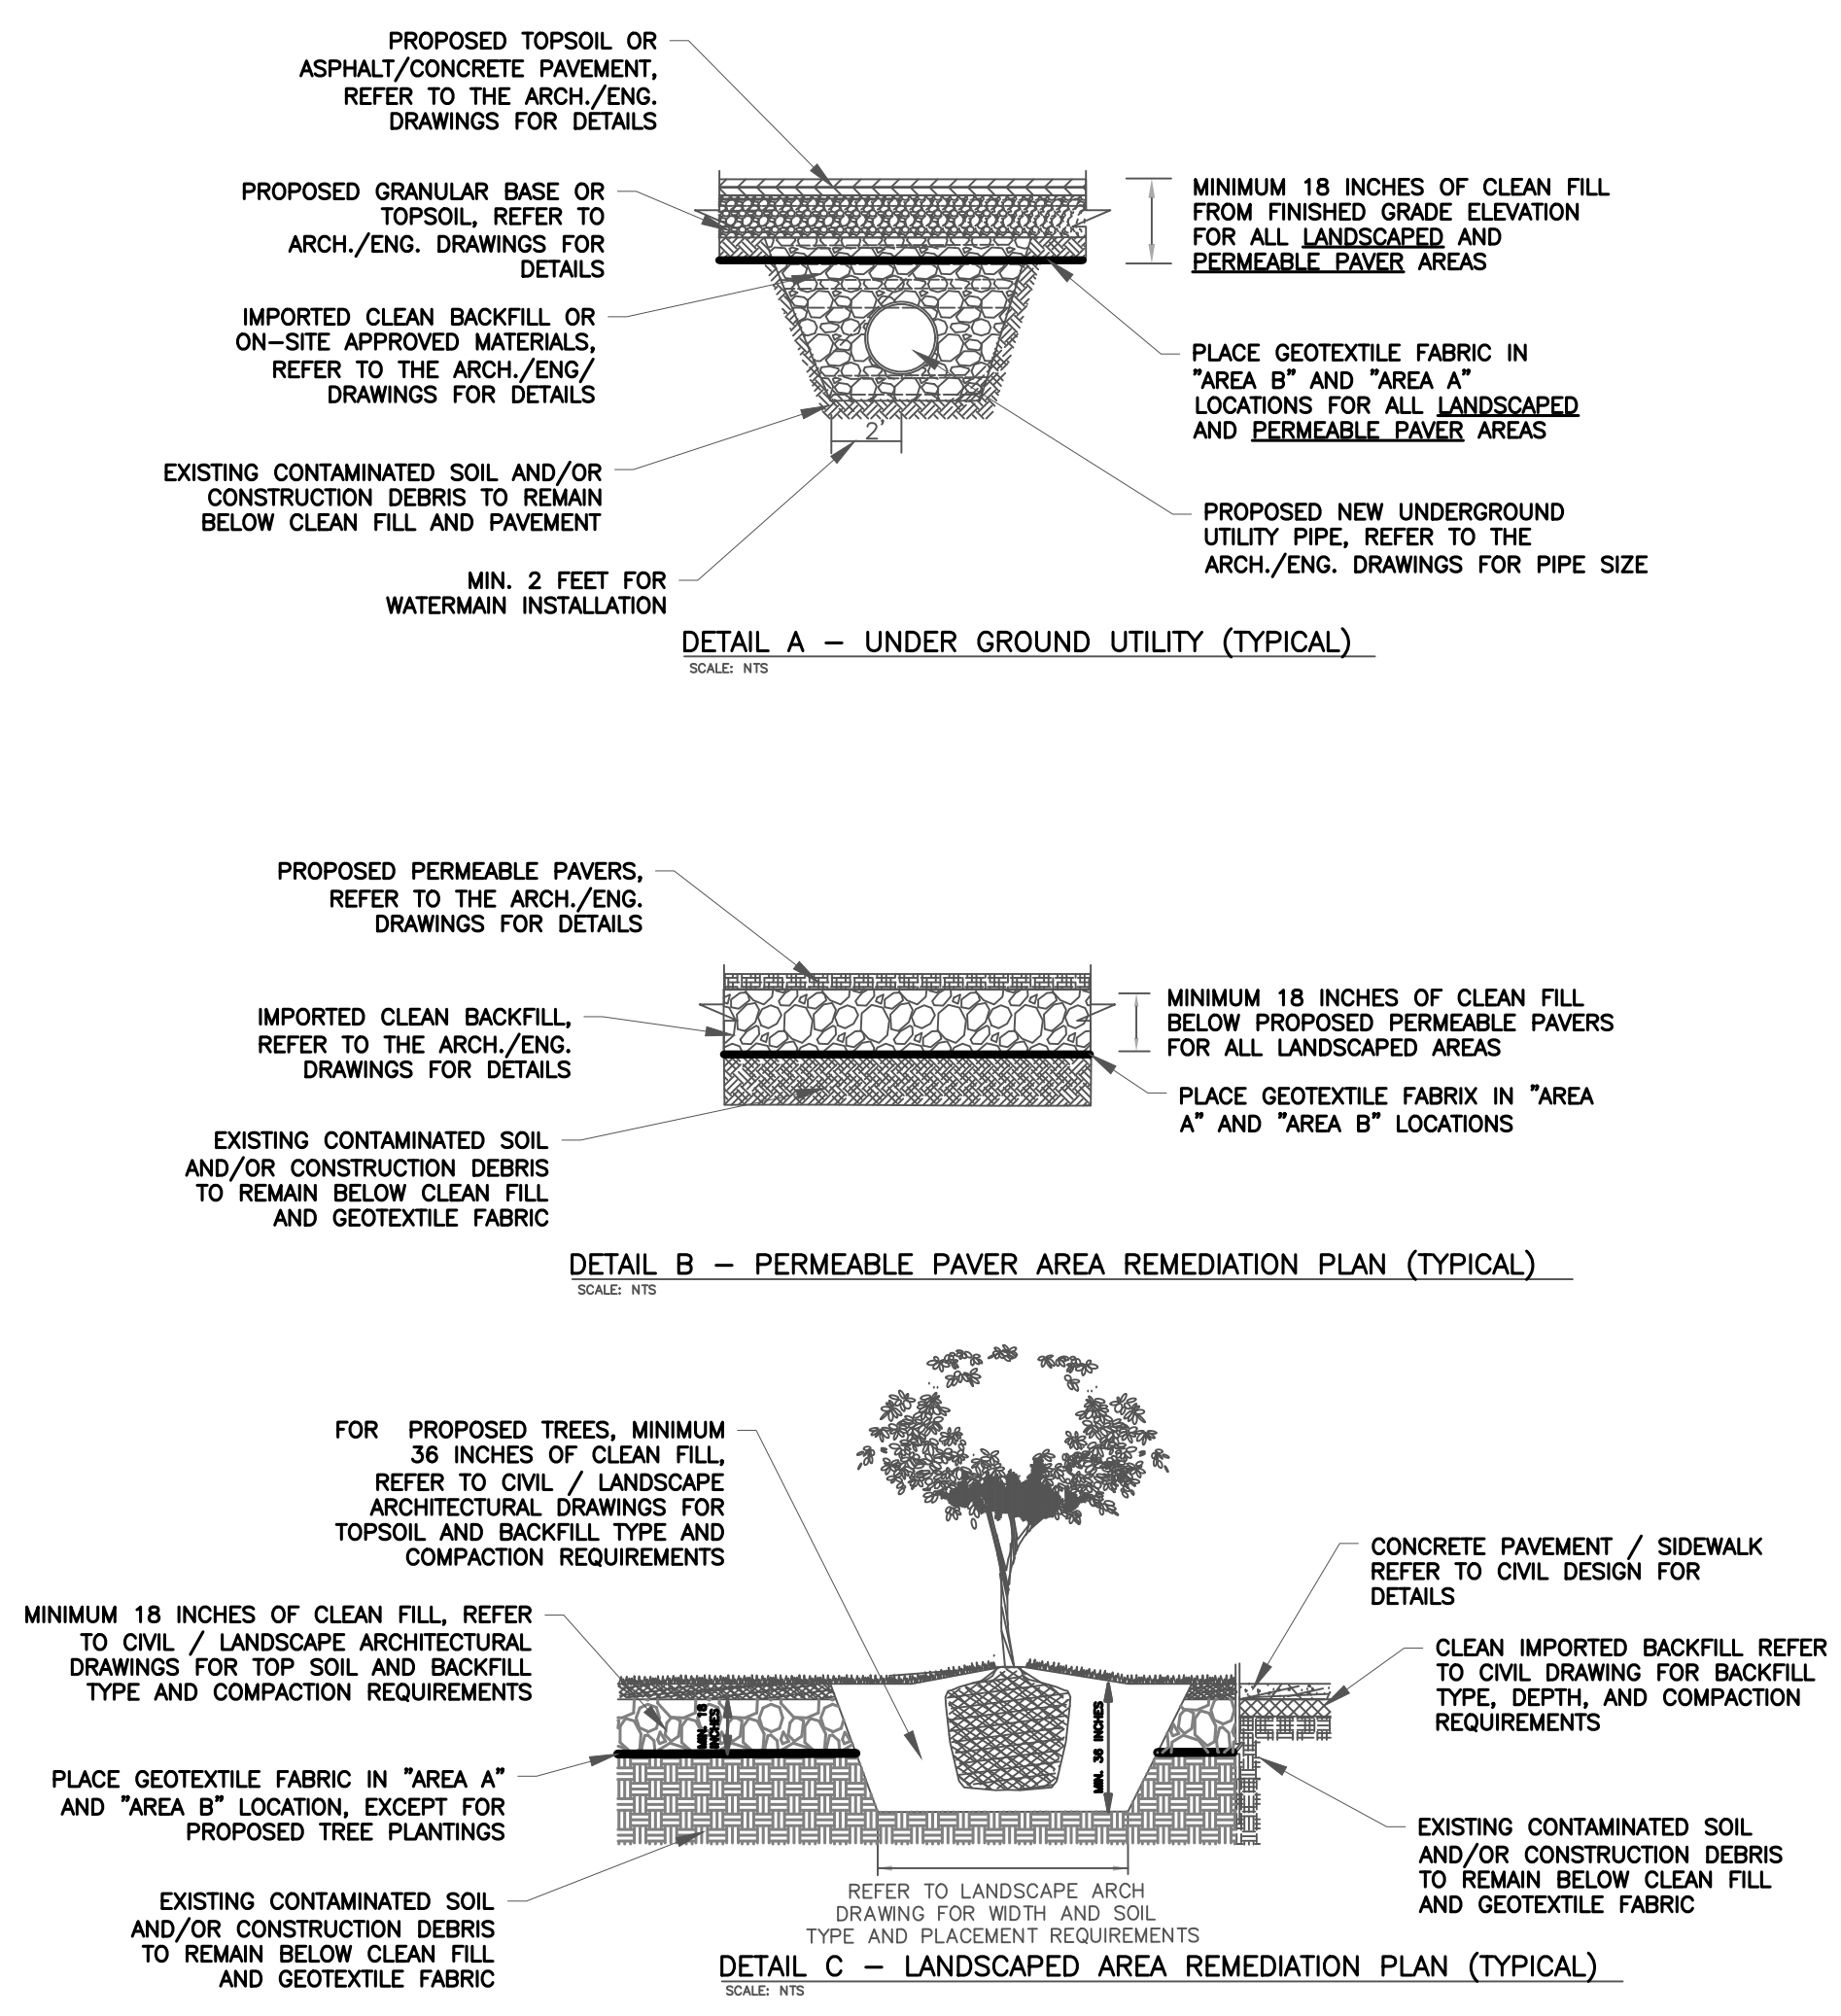 PROPOSED TOPSOIL OR
ASPHALT/CONCRETE PAVEMENT,
REFER TO THE ARCH./ENG.
DRAWINGS FOR DETAILS
PROPOSED GRANULAR BASE OR
TOPSOIL, REFER TO
ARCH./ENG. DRAWINGS FOR
DETAILS
IMPORTED CLEAN BACKFILL OR
ON-SITE APPROVED MATERIALS,
REFER TO THE ARCH./ENG/
DRAWINGS FOR DETAILS
EXISTING CONTAMINATED SOIL AND/OR
CONSTRUCTION DEBRIS TO REMAIN
BELOW CLEAN FILL AND PAVEMENT
MIN. 2 FEET FOR
WATERMAIN INSTALLATION
2'
MINIMUM 18 INCHES OF CLEAN FILL
FROM FINISHED GRADE ELEVATION
FOR ALL LANDSCAPED AND
PERMEABLE PAVER AREAS
PLACE GEOTEXTILE FABRIC IN
"AREA B" AND "AREA A"
LOCATIONS FOR ALL LANDSCAPED
AND PERMEABLE PAVER AREAS
PROPOSED NEW UNDERGROUND
UTILITY PIPE, REFER TO THE
ARCH./ENG. DRAWINGS FOR PIPE SIZE
DETAIL A - UNDER GROUND UTILITY (TYPICAL)
SCALE: NTS
PROPOSED PERMEABLE PAVERS,
REFER TO THE ARCH./ENG.
DRAWINGS FOR DETAILS
IMPORTED CLEAN BACKFILL,
REFER TO THE ARCH./ENG.
DRAWINGS FOR DETAILS
EXISTING CONTAMINATED SOIL
AND/OR CONSTRUCTION DEBRIS
TO REMAIN BELOW CLEAN FILL
AND GEOTEXTILE FABRIC
MINIMUM 18 INCHES OF CLEAN FILL
BELOW PROPOSED PERMEABLE PAVERS
FOR ALL LANDSCAPED AREAS
PLACE GEOTEXTILE FABRIX IN "AREA
A" AND "AREA B" LOCATIONS
DETAIL B - PERMEABLE PAVER AREA REMEDIATION PLAN (TYPICAL)
SCALE: NTS
FOR PROPOSED TREES, MINIMUM
36 INCHES OF CLEAN FILL,
REFER TO CIVIL / LANDSCAPE
ARCHITECTURAL DRAWINGS FOR
TOPSOIL AND BACKFILL TYPE AND
COMPACTION REQUIREMENTS
MINIMUM 18 INCHES OF CLEAN FILL, REFER
TO CIVIL / LANDSCAPE ARCHITECTURAL
DRAWINGS FOR TOP SOIL AND BACKFILL
TYPE AND COMPACTION REQUIREMENTS
PLACE GEOTEXTILE FABRIC IN "AREA A"
AND "AREA B" LOCATION, EXCEPT FOR
PROPOSED TREE PLANTINGS
EXISTING CONTAMINATED SOIL
AND/OR CONSTRUCTION DEBRIS
TO REMAIN BELOW CLEAN FILL
AND GEOTEXTILE FABRIC
MIN. 18
INCHES
MIN. 36 INCHES
CONCRETE PAVEMENT / SIDEWALK
REFER TO CIVIL DESIGN FOR
DETAILS
CLEAN IMPORTED BACKFILL REFER
TO CIVIL DRAWING FOR BACKFILL
TYPE, DEPTH, AND COMPACTION
REQUIREMENTS
EXISTING CONTAMINATED SOIL
AND/OR CONSTRUCTION DEBRIS
TO REMAIN BELOW CLEAN FILL
AND GEOTEXTILE FABRIC
REFER TO LANDSCAPE ARCH
DRAWING FOR WIDTH AND SOIL
TYPE AND PLACEMENT REQUIREMENTS
DETAIL C - LANDSCAPED AREA REMEDIATION PLAN (TYPICAL)
SCALE: NTS